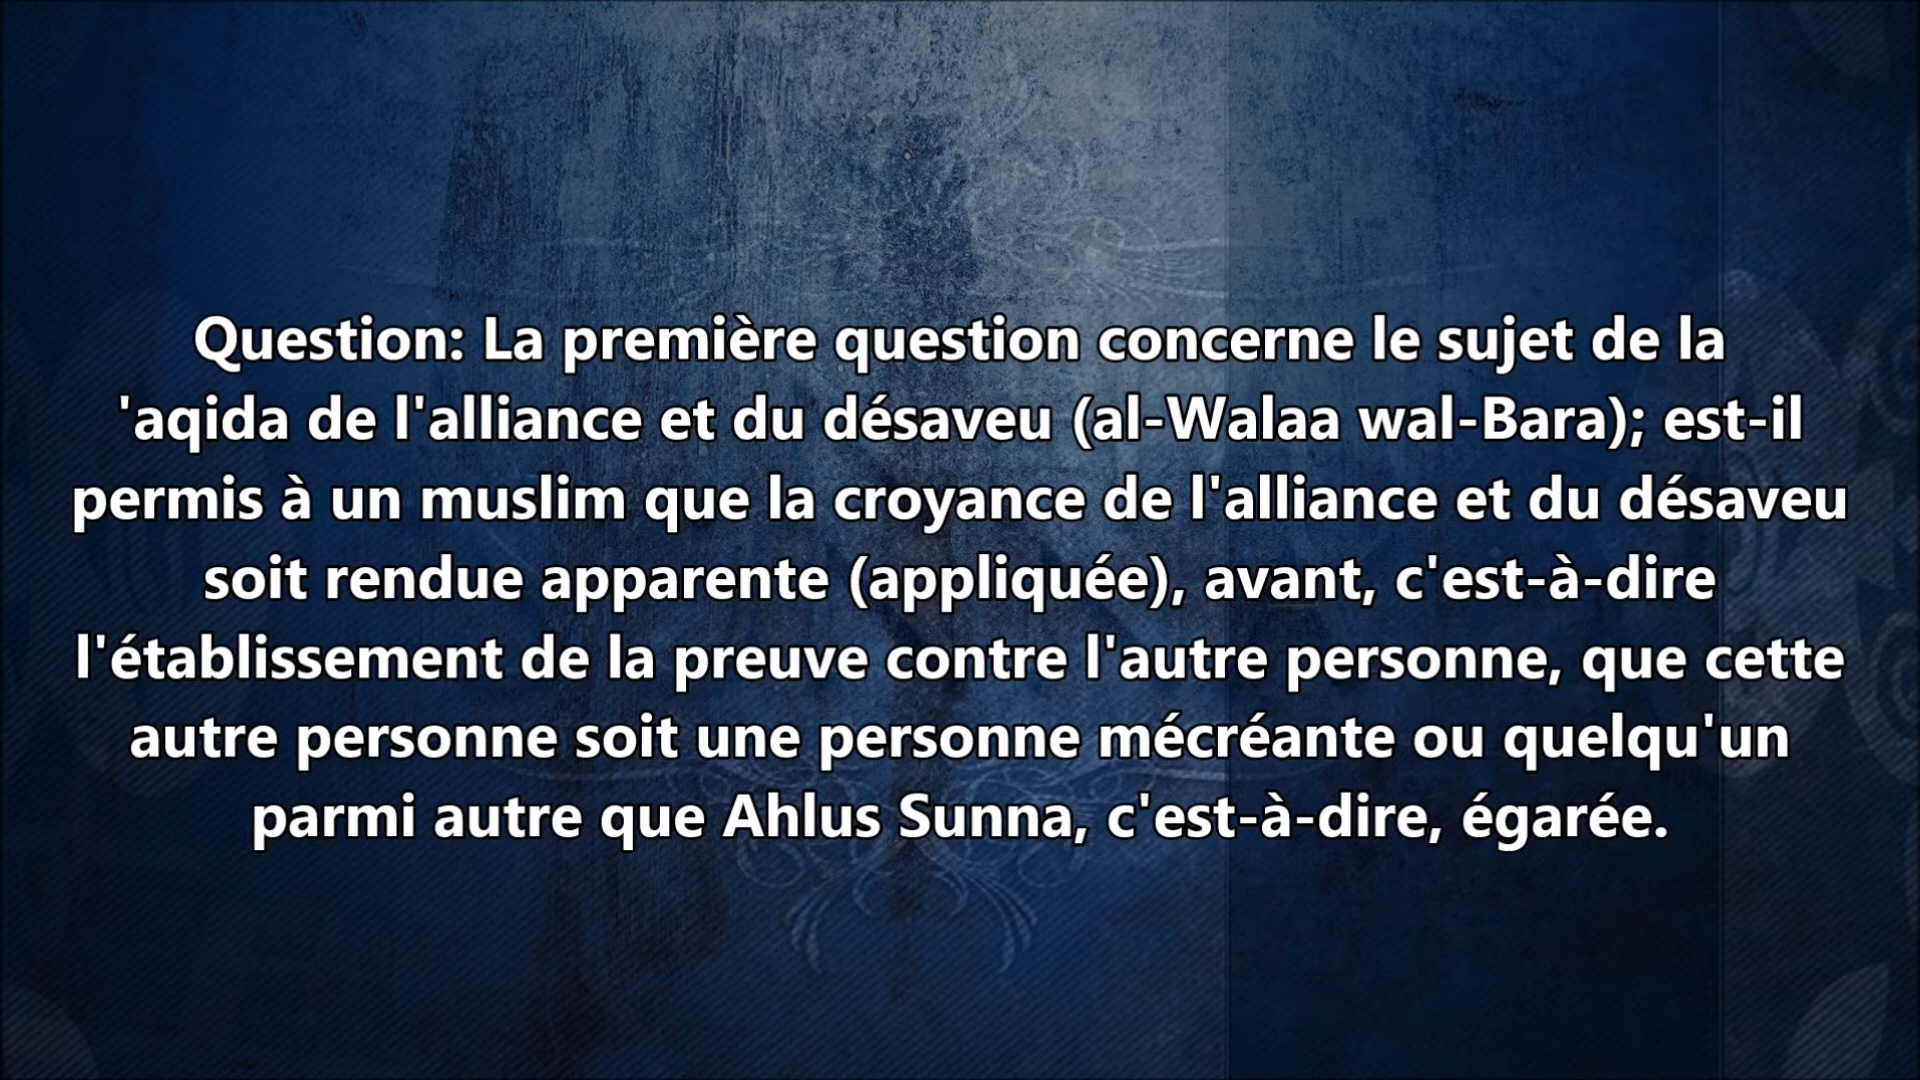 Question: La première question concerne le sujet de la
'aqida de l'alliance et du désaveu (al-Walaa wal-Bara); est-il
permis à un muslim que la croyance de l'alliance et du désaveu
soit rendue apparente (appliquée), avant, c'est-à-dire
l'établissement de la preuve contre l'autre personne, que cette
autre personne soit une personne mécréante ou quelqu'un
parmi autre que Ahlus Sunna, c'est-à-dire, égarée.